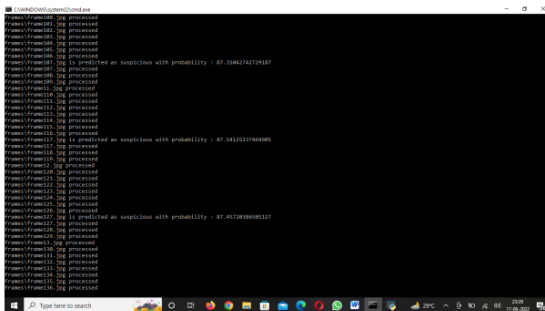 C:\WINDOWS\system32\cmd.exe
frames\frame100.jpg processed
frames\frame101.jpg processed
frames\frame102.jpg processed
frames\frame103.jpg processed
frames\frame104.jpg processed
frames\frame105.jpg processed
frames\frame106.jpg processed
frames\frame107.jpg is predicted as suspicious with probability : 87.31042742729187
frames\frame107.jpg processed
frames\frame108.jpg processed
frames\frame109.jpg processed
frames\frame11.jpg processed
frames\frame110.jpg processed
frames\frame111.jpg processed
frames\frame112.jpg processed
frames\frame113.jpg processed
frames\frame114.jpg processed
frames\frame115.jpg processed
frames\frame116.jpg processed
frames\frame117.jpg is predicted as suspicious with probability : 87.54125237464905
frames\frame117.jpg processed
frames\frame118.jpg processed
frames\frame119.jpg processed
frames\frame12.jpg processed
frames\frame120.jpg processed
frames\frame121.jpg processed
frames\frame122.jpg processed
frames\frame123.jpg processed
frames\frame124.jpg processed
frames\frame125.jpg processed
frames\frame126.jpg processed
frames\frame127.jpg is predicted as suspicious with probability : 87.45720386505127
frames\frame127.jpg processed
frames\frame128.jpg processed
frames\frame129.jpg processed
frames\frame13.jpg processed
frames\frame130.jpg processed
frames\frame131.jpg processed
frames\frame132.jpg processed
frames\frame133.jpg processed
frames\frame134.jpg processed
frames\frame135.jpg processed
frames\frame136.jpg processed
Type here to search
29°C
23:39
17-06-2022